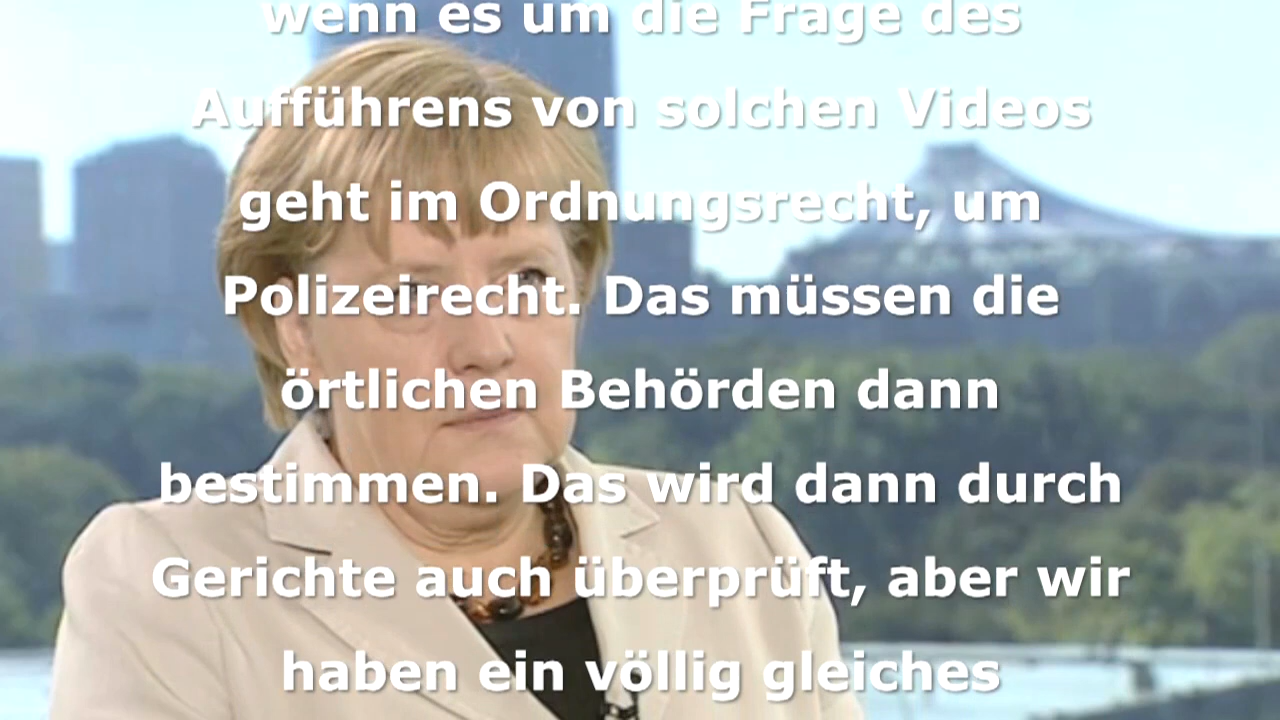 wenn es um die Frage des
Aufführens von solchen Videos
geht im Ordnungsrecht, um
Polizeirecht. Das müssen die
örtlichen Behörden dann
bestimmen. Das wird dann durch
Gerichte auch überprüft, aber wir
haben ein völlig gleiches